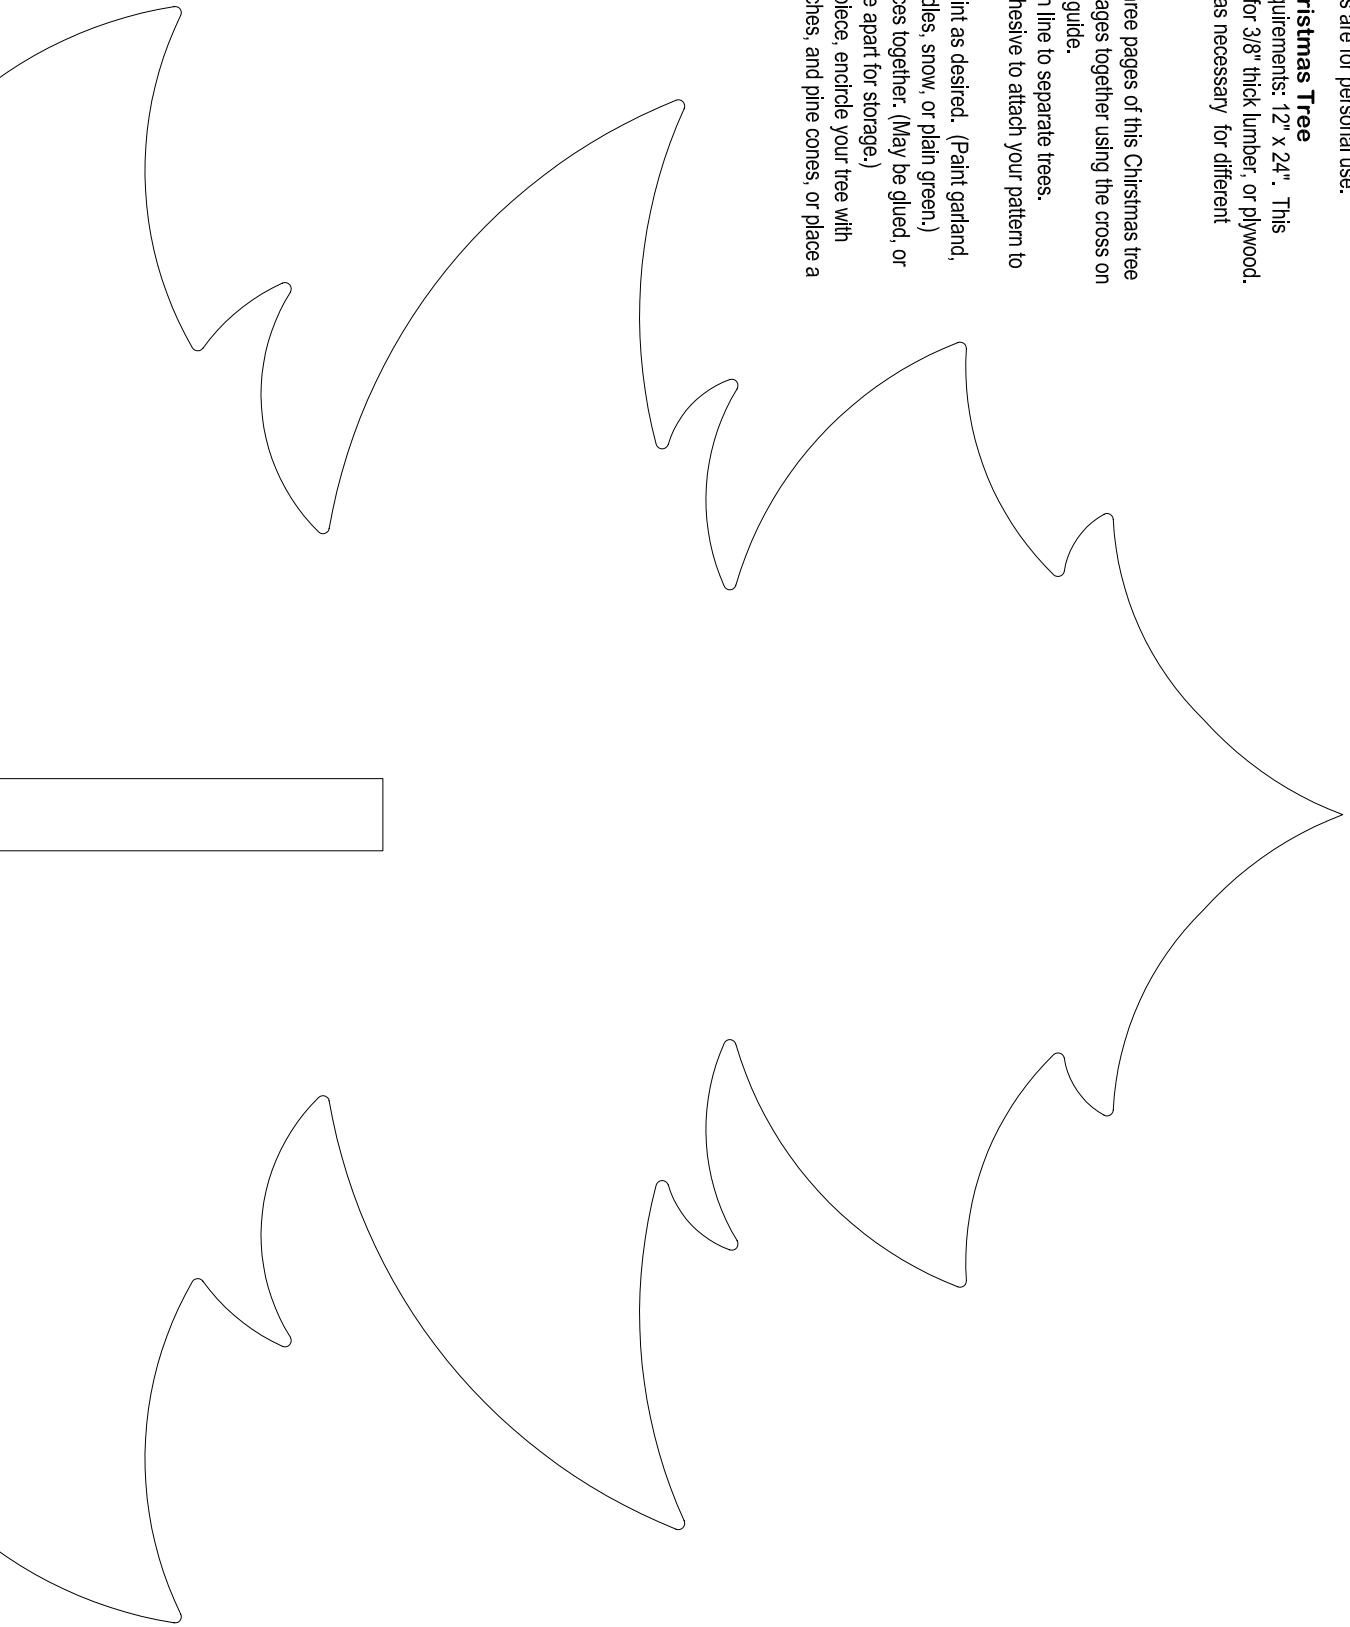 s are for personal use.
ristmas Tree
quirements: 12" x 24".  This
for 3/8" thick lumber, or plywood.
as necessary  for different
ree pages of this Chirstmas tree
ages together using the cross on
guide.
n line to separate trees.
hesive to attach your pattern to
int as desired.  (Paint garland,
dles, snow, or plain green.)
ces together. (May be glued, or
e apart for storage.)
piece, encircle your tree with
ches, and pine cones, or place a